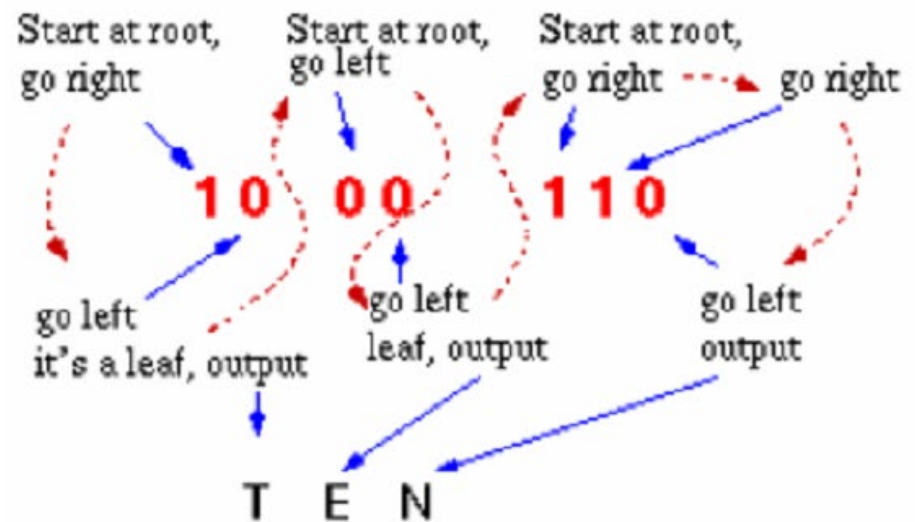 Start at root,
go right
Start at root,
go left
Start at root,
go right
go right
10 00 110
go left
it's a leaf, output
go left
leaf, output
go left
output
T E N